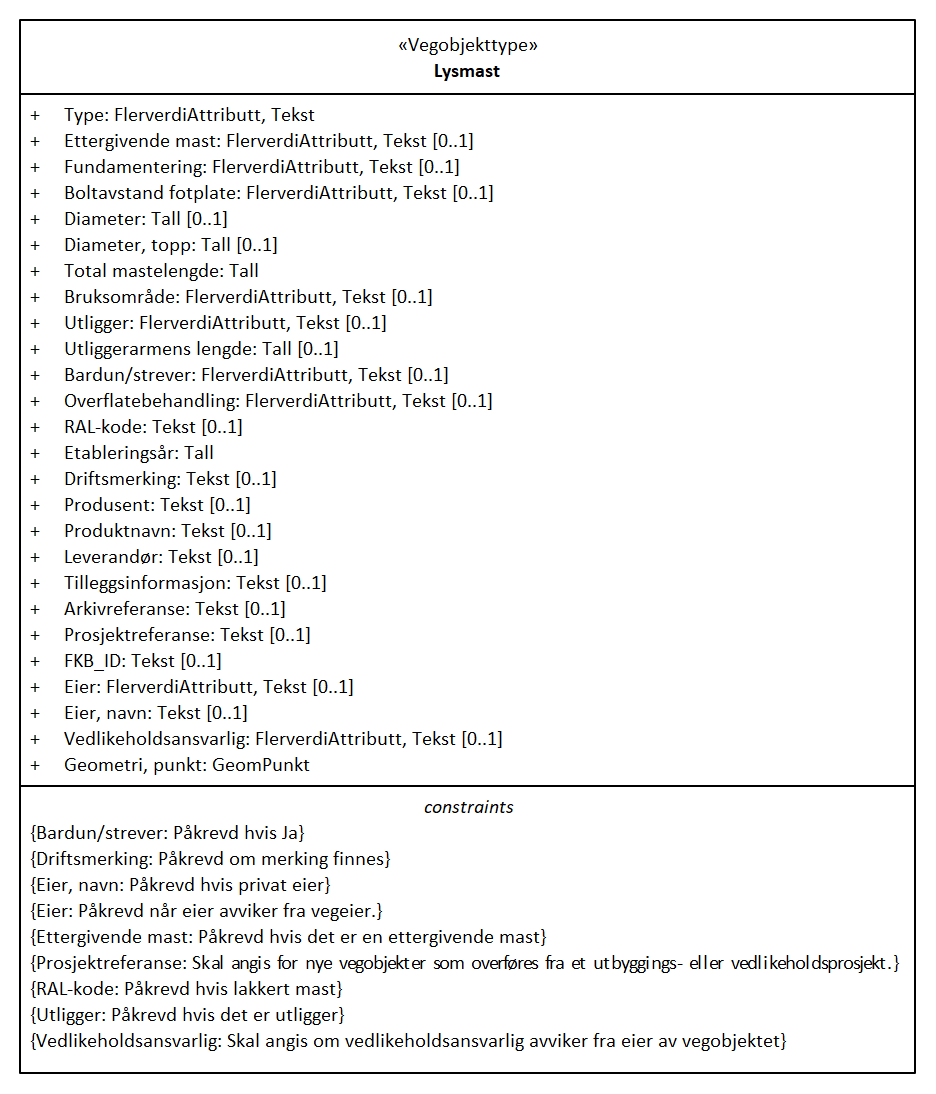 «Vegobjekttype»
Lysmast
+ Type: FlerverdiAttributt, Tekst
+ Ettergivende mast: FlerverdiAttributt, Tekst [0..1]
+ Fundamentering: FlerverdiAttributt, Tekst [0..1]
+ Boltavstand fotplate: FlerverdiAttributt, Tekst [0..1]
+ Diameter: Tall [0..1]
+ Diameter, topp: Tall [0..1]
+ Total mastelengde: Tall
+ Bruksområde: FlerverdiAttributt, Tekst [0..1]
+ Utligger: FlerverdiAttributt, Tekst [0..1]
+ Utliggerarmens lengde: Tall [0..1]
+ Bardun/strever: FlerverdiAttributt, Tekst [0..1]
+ Overflatebehandling: FlerverdiAttributt, Tekst [0..1]
+ RAL-kode: Tekst [0..1]
+ Etableringsår: Tall
+ Driftsmerking: Tekst [0..1]
+ Produsent: Tekst [0..1]
+ Produktnavn: Tekst [0..1]
+ Leverandør: Tekst [0..1]
+ Tilleggsinformasjon: Tekst [0..1]
+ Arkivreferanse: Tekst [0..1]
+ Prosjektreferanse: Tekst [0..1]
+ FKB_ID: Tekst [0..1]
+ Eier: FlerverdiAttributt, Tekst [0..1]
+ Eier, navn: Tekst [0..1]
+ Vedlikeholdsansvarlig: FlerverdiAttributt, Tekst [0..1]
+ Geometri, punkt: GeomPunkt
constraints
{Bardun/strever: Påkrevd hvis Ja}
{Driftsmerking: Påkrevd om merking finnes}
{Eier, navn: Påkrevd hvis privat eier}
{Eier: Påkrevd når eier avviker fra vegeier.}
{Ettergivende mast: Påkrevd hvis det er en ettergivende mast}
{Prosjektreferanse: Skal angis for nye vegobjekter som overføres fra et utbyggings- eller vedlikeholdsprosjekt.}
{RAL-kode: Påkrevd hvis lakkert mast}
{Utligger: Påkrevd hvis det er utligger}
{Vedlikeholdsansvarlig: Skal angis om vedlikeholdsansvarlig avviker fra eier av vegobjektet}